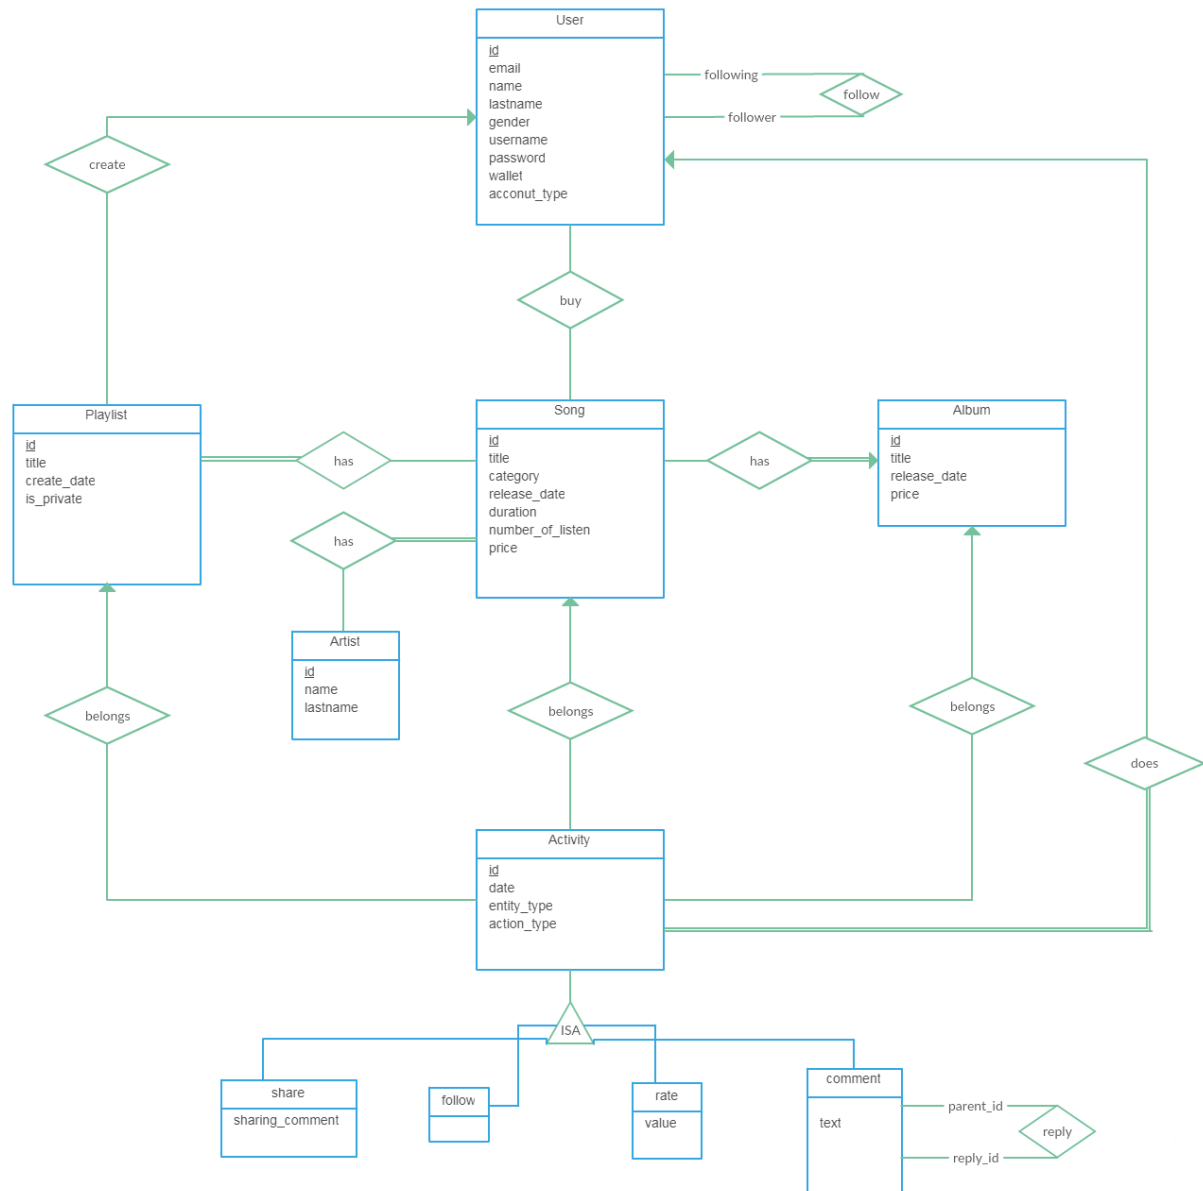 User
id
email
name
lastname
gender
username
password
wallet
acconut_type
following
follow
follower
create
buy
Playlist
id
title
create_date
is_private
has
Song
id
title
category
release_date
duration
number_of_listen
price
has
Album
id
title
release_date
price
has
Artist
id
name
lastname
belongs
belongs
belongs
does
Activity
id
date
entity_type
action_type
ISA
share
sharing_comment
follow
rate
value
comment
text
parent_id
reply
reply_id